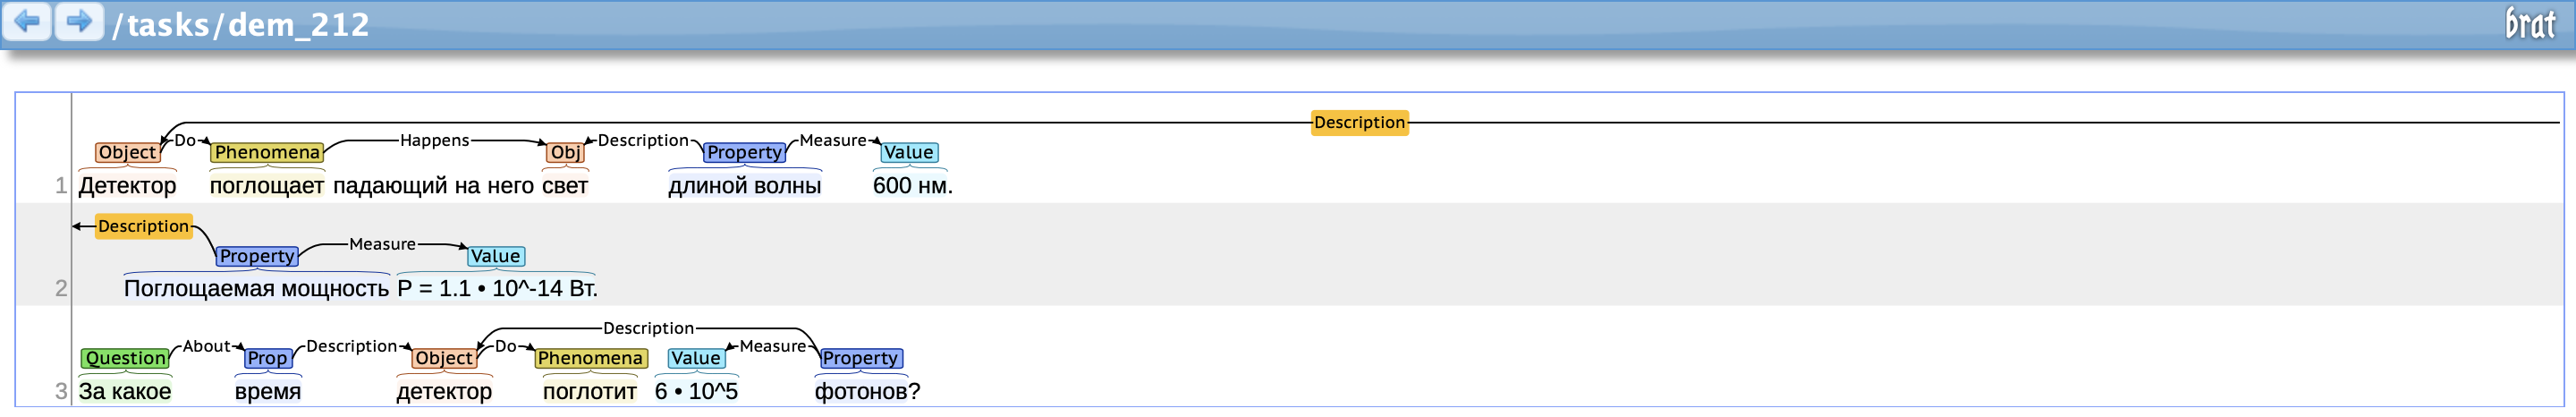 /tasks/dem_212 brat
Description
Do Happens Description Measure
Object Phenomena Obj Property Value
1 Детектор поглощает падающий на него свет длиной волны 600 нм.
Description
Measure
Property Value
2 Поглощаемая мощность P = 1.1 • 10^-14 Вт.
Description
About Description Do Measure
Question Prop Object Phenomena Value Property
3 За какое время детектор поглотит 6 • 10^5 фотонов?